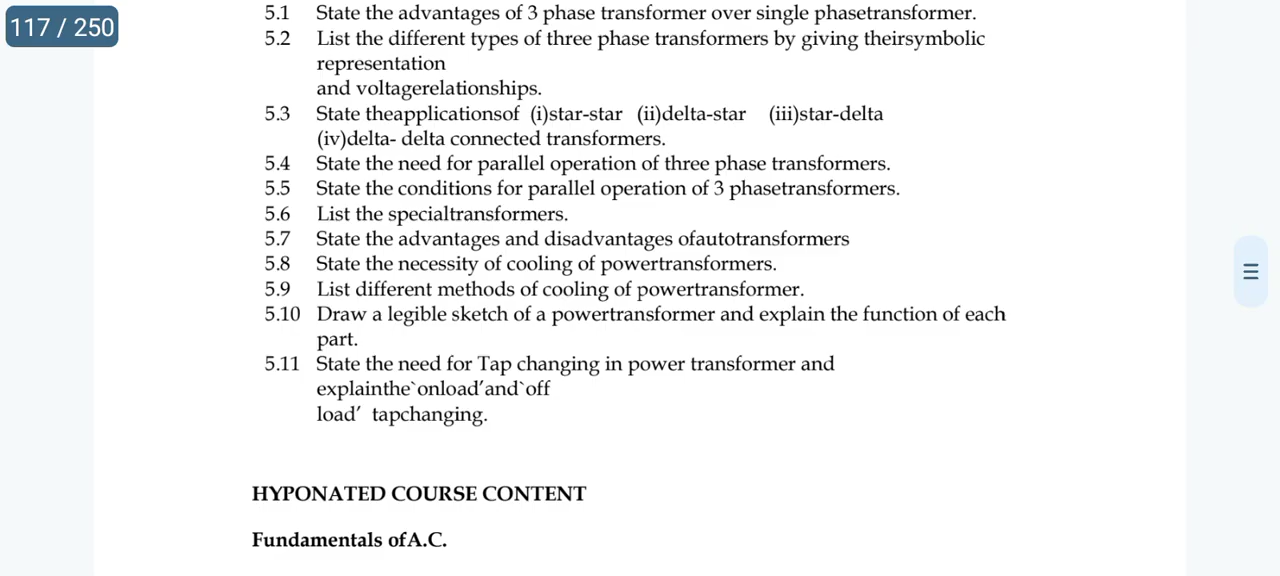 117 / 250
5.1 State the advantages of 3 phase transformer over single phasetransformer.
5.2 List the different types of three phase transformers by giving theirsymbolic
representation
and voltagerelationships.
5.3 State theapplicationsof (i)star-star (ii)delta-star (iii)star-delta
(iv)delta- delta connected transformers.
5.4 State the need for parallel operation of three phase transformers.
5.5 State the conditions for parallel operation of 3 phasetransformers.
5.6 List the specialtransformers.
5.7 State the advantages and disadvantages ofautotransformers
5.8 State the necessity of cooling of powertransformers.
5.9 List different methods of cooling of powertransformer.
5.10 Draw a legible sketch of a powertransformer and explain the function of each
part.
5.11 State the need for Tap changing in power transformer and
explainthe`onload’and`off
load’ tapchanging.
HYPONATED COURSE CONTENT
Fundamentals ofA.C.